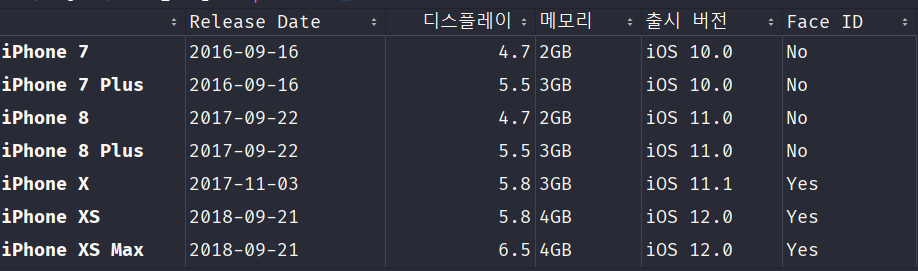 Release Date 디스플레이 메모리 출시 버전 Face ID
iPhone 7 2016-09-16 4.7 2GB iOS 10.0 No
iPhone 7 Plus 2016-09-16 5.5 3GB iOS 10.0 No
iPhone 8 2017-09-22 4.7 2GB iOS 11.0 No
iPhone 8 Plus 2017-09-22 5.5 3GB iOS 11.0 No
iPhone X 2017-11-03 5.8 3GB iOS 11.1 Yes
iPhone XS 2018-09-21 5.8 4GB iOS 12.0 Yes
iPhone XS Max 2018-09-21 6.5 4GB iOS 12.0 Yes